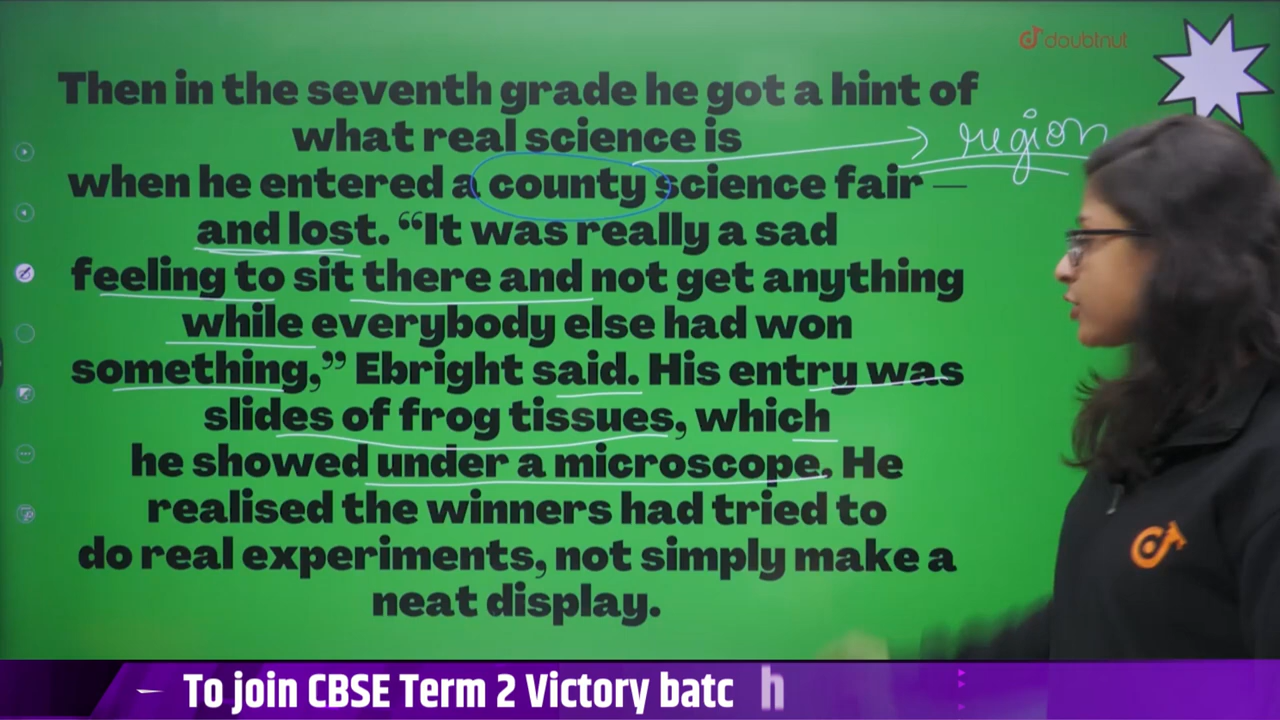 doubtnut
Then in the seventh grade he got a hint of
what real science is
region
when he entered a county science fair —
and lost. “It was really a sad
feeling to sit there and not get anything
while everybody else had won
something,” Ebright said. His entry was
slides of frog tissues, which
he showed under a microscope. He
realised the winners had tried to
do real experiments, not simply make a
neat display.
To join CBSE Term 2 Victory batc h